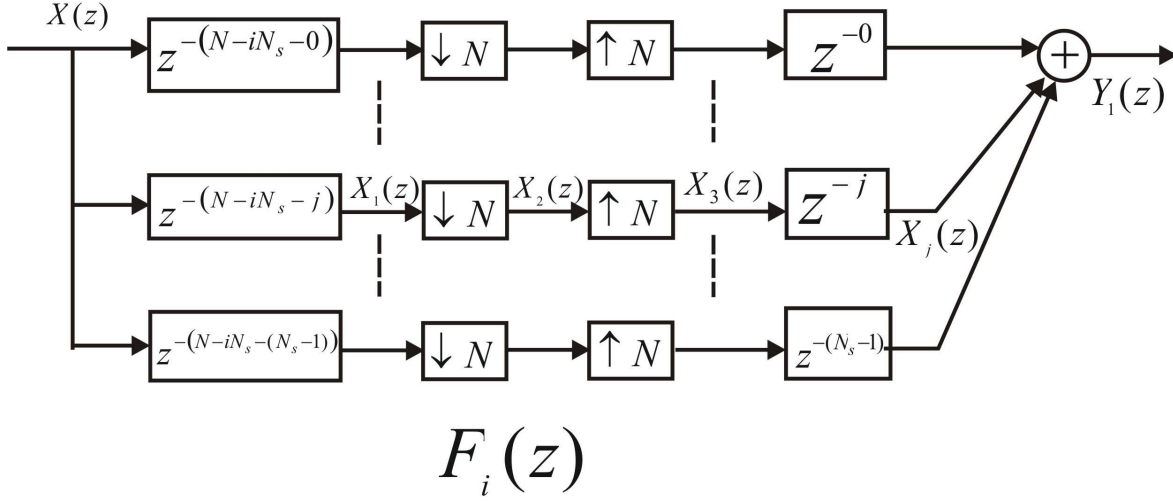 X(z)
z^{-(N-iN_s-0)} ↓N ↑N z^{-0} +
Y_1(z)
z^{-(N-iN_s-j)} X_1(z) ↓N X_2(z) ↑N X_3(z) z^{-j}
X_j(z)
z^{-(N-iN_s-(N_s-1))} ↓N ↑N z^{-(N_s-1)}
F_i(z)